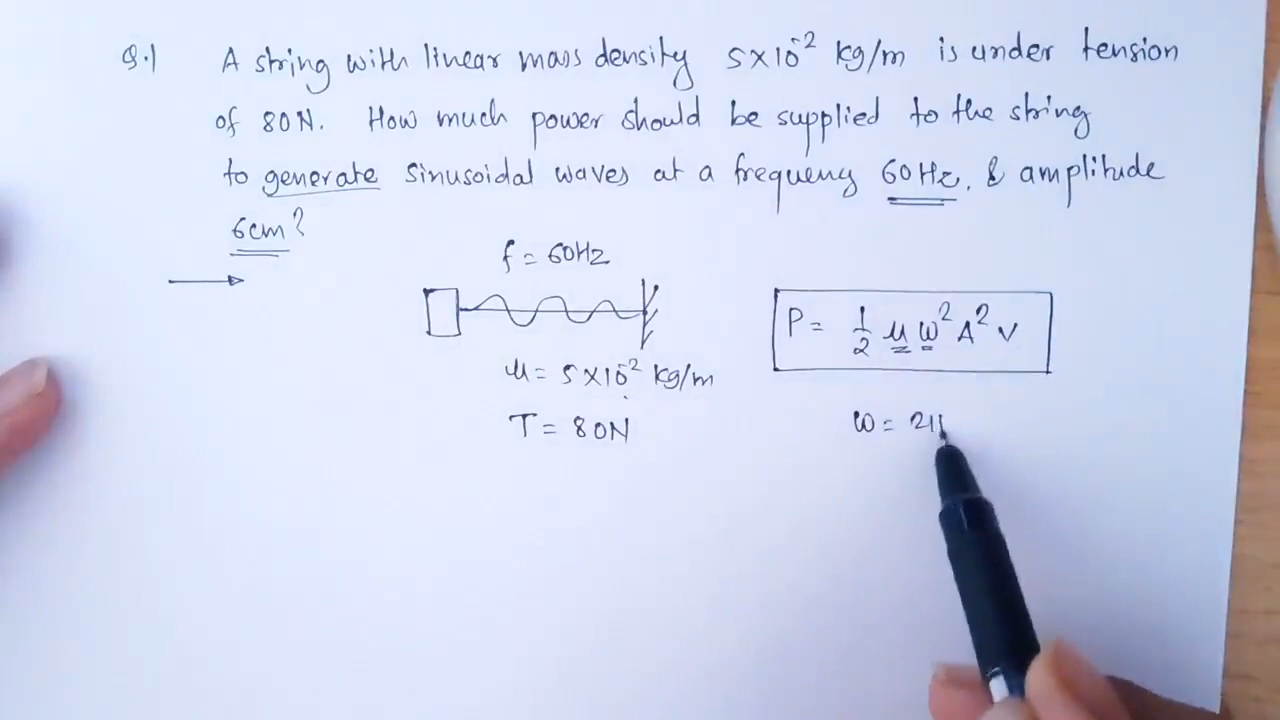 Q.1 A string with linear mass density 5×10⁻² kg/m is under tension
of 80N. How much power should be supplied to the string
to generate sinusoidal waves at a frequeny 60Hz, & amplitude
6cm?
f = 60Hz
P = 1/2 μ ω² A² v
μ = 5×10⁻² kg/m
T = 80N
ω = 2π